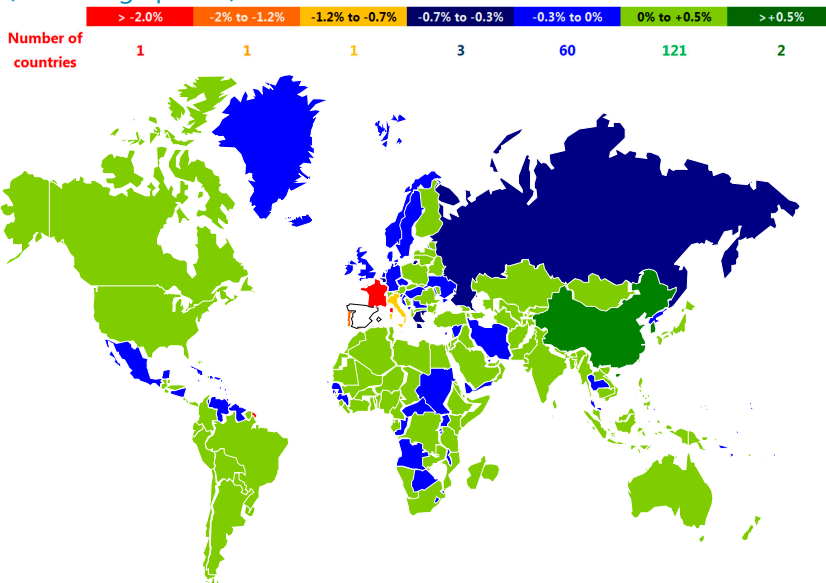 > -2.0% -2% to -1.2% -1.2% to -0.7% -0.7% to -0.3% -0.3% to 0% 0% to +0.5% >+0.5%
Number of
countries
1 1 1 3 60 121 2